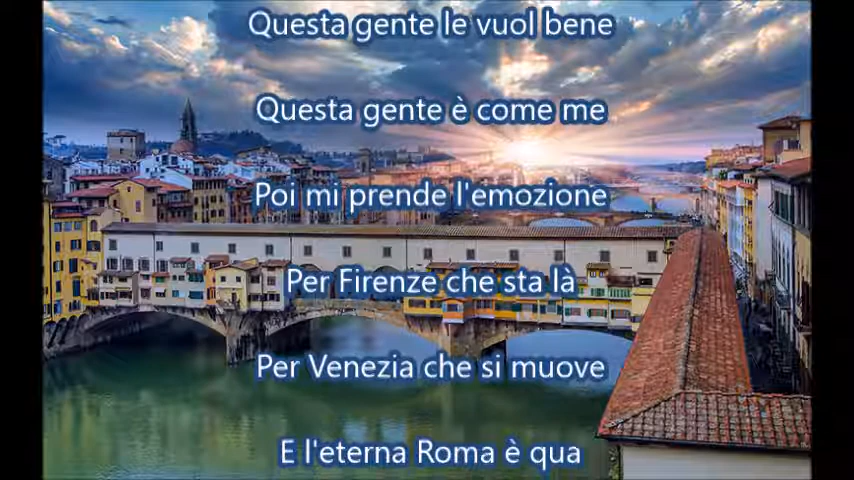 Questa gente le vuol bene
Questa gente è come me
Poi mi prende l'emozione
Per Firenze che sta là
Per Venezia che si muove
E l'eterna Roma è qua